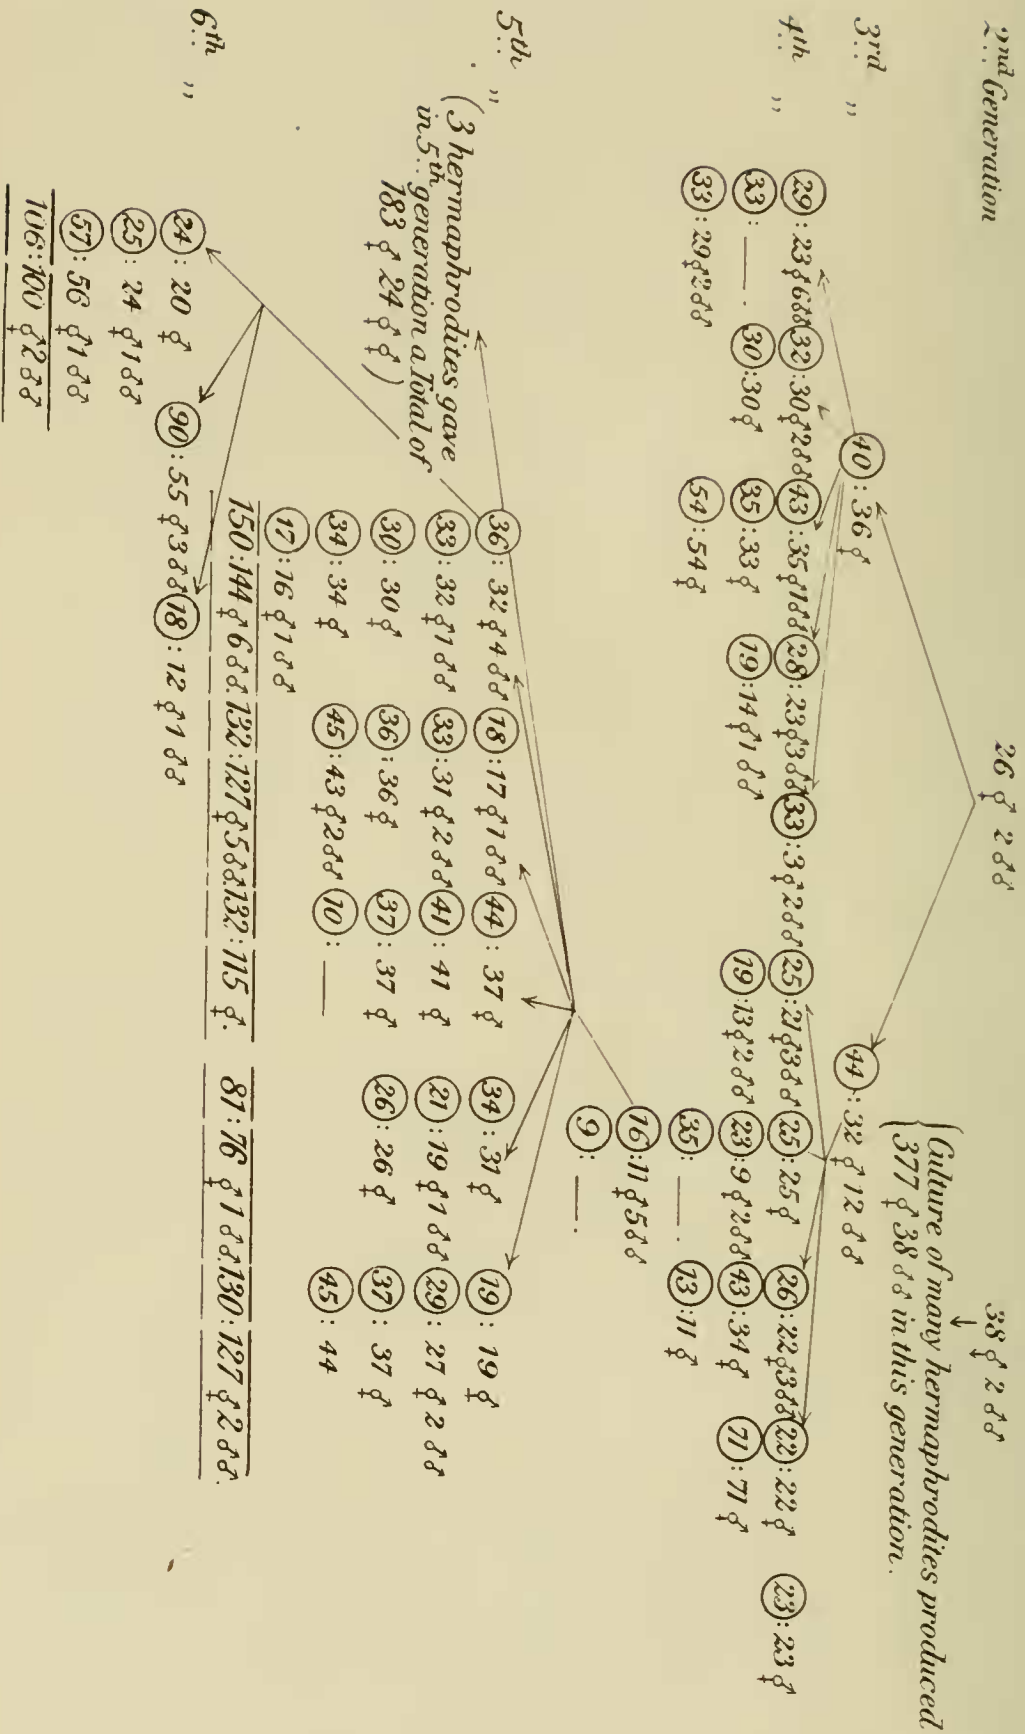 2nd Generation 26 ⚥ 2 ♂♂ 38 ⚥ 2 ♂♂
{Culture of many hermaphrodites produced
377 ⚥ 38 ♂♂ in this generation.
3rd " 40 : 36 ⚥ 44 : 32 ⚥ 12 ♂♂
4th " 29 : 23 ⚥ 6 ♂♂ 32 : 30 ⚥ 2 ♂♂ 43 : 35 ⚥ 1 ♂♂ 28 : 23 ⚥ 3 ♂♂ 33 : 3 ⚥ 2 ♂♂ 25 : 21 ⚥ 3 ♂♂ 25 : 25 ⚥ 26 : 22 ⚥ 3 ♂♂ 22 : 22 ⚥ 23 : 23 ⚥
33 : —. 30 : 30 ⚥ 35 : 33 ⚥ 19 : 14 ⚥ 1 ♂♂ 19 : 13 ⚥ 2 ♂♂ 23 : 9 ⚥ 2 ♂♂ 43 : 34 ⚥ 71 : 71 ⚥
33 : 29 ⚥ 2 ♂♂ 54 : 54 ⚥ 35 : —. 13 : 11 ⚥
16 : 11 ⚥ 5 ♂♂
9 : —.
5th " (3 hermaphrodites gave
in 5th generation a Total of
183 ⚥ 24 ⚥ ⚥)
36 : 32 ⚥ 4 ♂♂ 18 : 17 ⚥ 1 ♂♂ 44 : 37 ⚥ 34 : 31 ⚥ 19 : 19 ⚥
33 : 32 ⚥ 1 ♂♂ 33 : 31 ⚥ 2 ♂♂ 41 : 41 ⚥ 21 : 19 ⚥ 1 ♂♂ 29 : 27 ⚥ 2 ♂♂
30 : 30 ⚥ 36 : 36 ⚥ 37 : 37 ⚥ 26 : 26 ⚥ 37 : 37 ⚥
34 : 34 ⚥ 45 : 43 ⚥ 2 ♂♂ 10 : — 45 : 44
17 : 16 ⚥ 1 ♂♂
150 : 144 ⚥ 6 ♂♂. 132 : 127 ⚥ 5 ♂♂. 132 : 115 ⚥. 87 : 76 ⚥ 1 ♂♂. 130 : 127 ⚥ 2 ♂♂.
6th " 24 : 20 ⚥ 90 : 55 ⚥ 3 ♂♂ 18 : 12 ⚥ 1 ♂♂
25 : 24 ⚥ 1 ♂♂
57 : 56 ⚥ 1 ♂♂
106 : 100 ⚥ 2 ♂♂